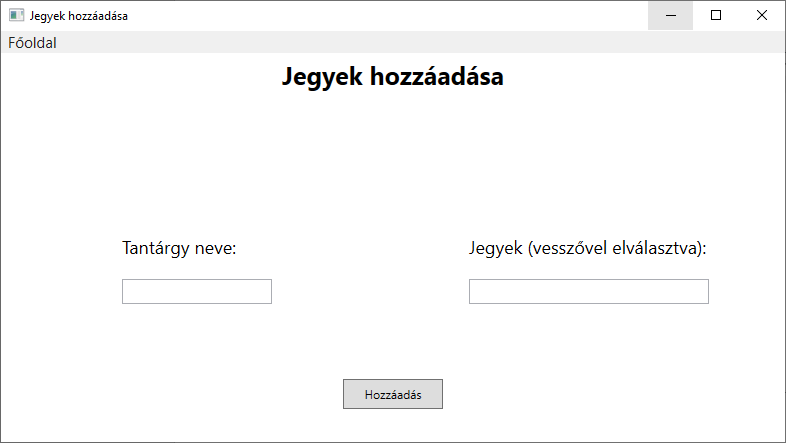 Jegyek hozzáadása
Főoldal
Jegyek hozzáadása
Tantárgy neve:
Jegyek (vesszővel elválasztva):
Hozzáadás